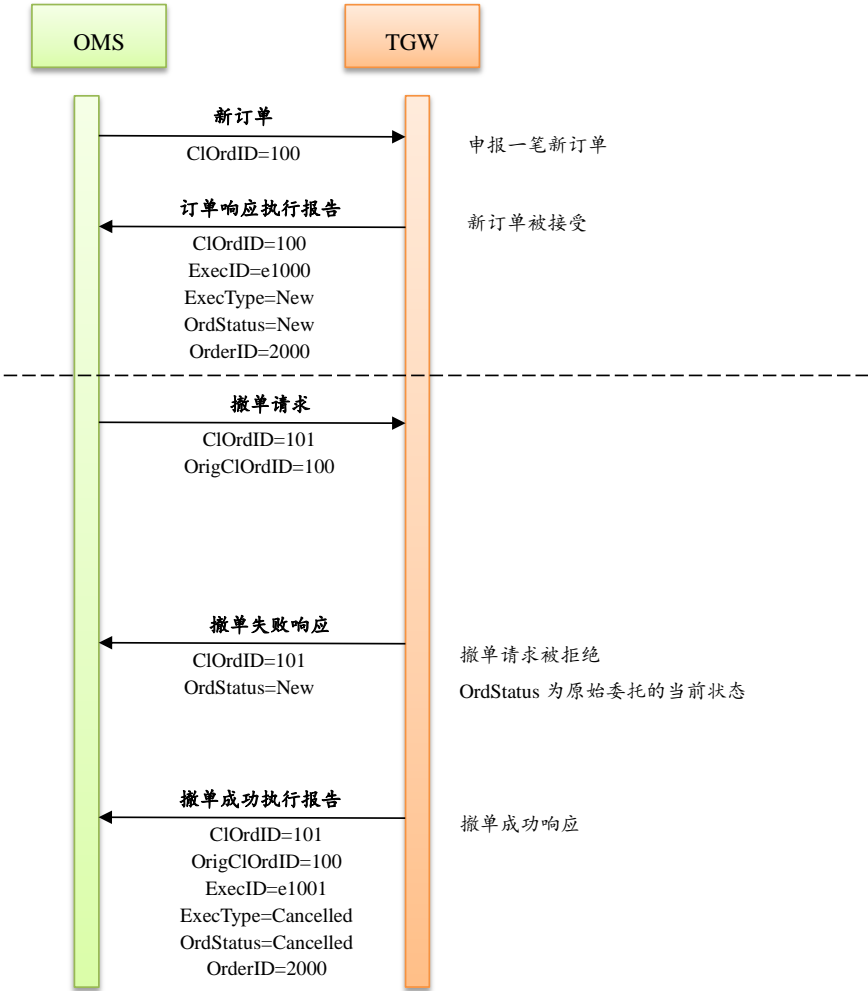 OMS
TGW
新订单
ClOrdID=100
申报一笔新订单
订单响应执行报告
新订单被接受
ClOrdID=100
ExecID=e1000
ExecType=New
OrdStatus=New
OrderID=2000
撤单请求
ClOrdID=101
OrigClOrdID=100
撤单失败响应
ClOrdID=101
撤单请求被拒绝
OrdStatus=New
OrdStatus 为原始委托的当前状态
撤单成功执行报告
撤单成功响应
ClOrdID=101
OrigClOrdID=100
ExecID=e1001
ExecType=Cancelled
OrdStatus=Cancelled
OrderID=2000